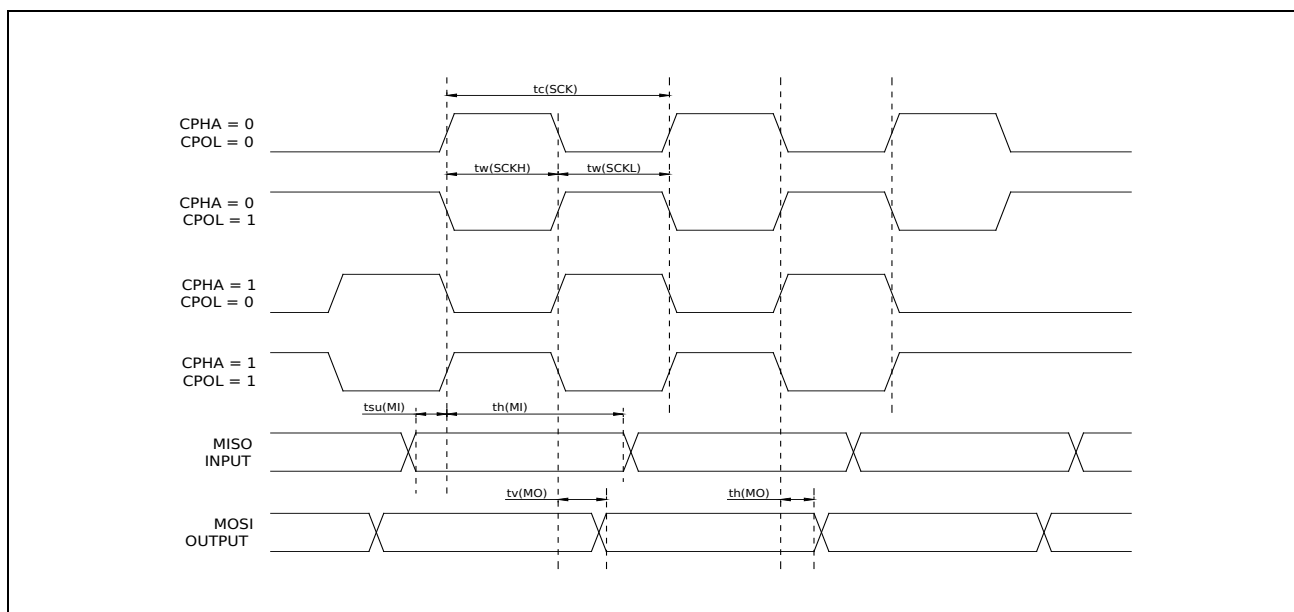 tc(SCK)
CPHA = 0
CPOL = 0
tw(SCKH)
tw(SCKL)
CPHA = 0
CPOL = 1
CPHA = 1
CPOL = 0
CPHA = 1
CPOL = 1
tsu(MI)
th(MI)
MISO
INPUT
tv(MO)
th(MO)
MOSI
OUTPUT